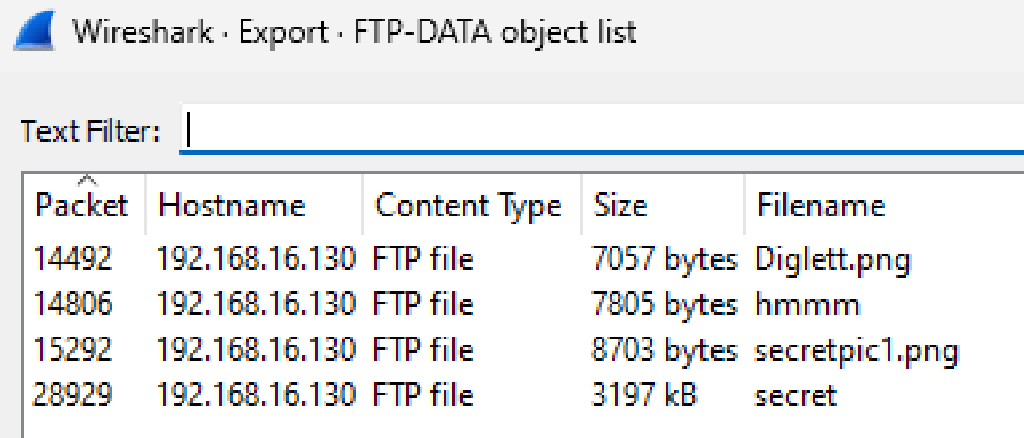 Wireshark · Export · FTP-DATA object list
Text Filter:
Packet Hostname Content Type Size Filename
14492 192.168.16.130 FTP file 7057 bytes Diglett.png
14806 192.168.16.130 FTP file 7805 bytes hmmm
15292 192.168.16.130 FTP file 8703 bytes secretpic1.png
28929 192.168.16.130 FTP file 3197 kB secret